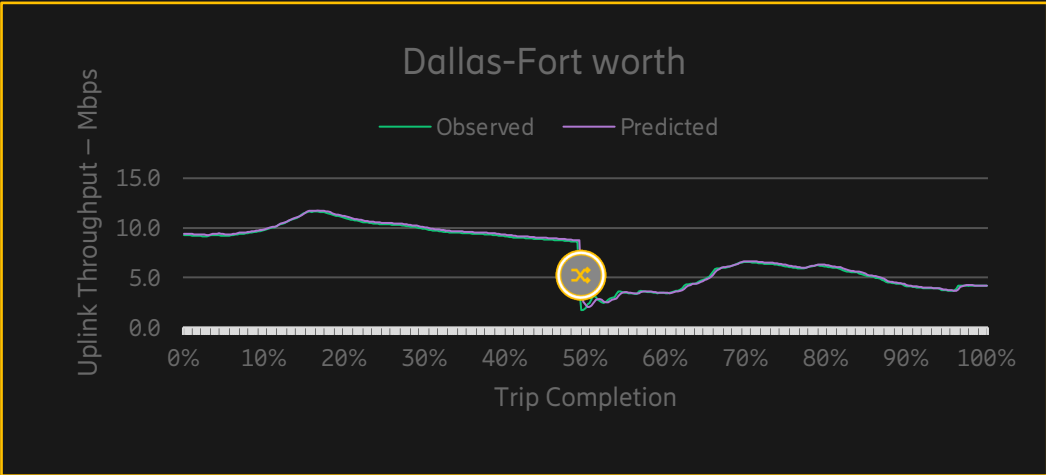 Dallas-Fort worth
Observed Predicted
Uplink Throughput – Mbps
15.0
10.0
5.0
0.0
0% 10% 20% 30% 40% 50% 60% 70% 80% 90% 100%
Trip Completion